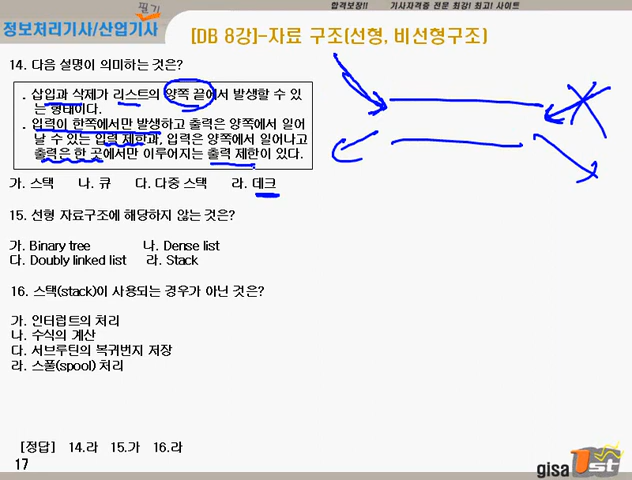 합격보장!! 기사자격증 전문 최강! 최고! 사이트
필기
정보처리기사/산업기사
[DB 8강]-자료 구조(선형, 비선형구조)
14. 다음 설명이 의미하는 것은?
. 삽입과 삭제가 리스트의 양쪽 끝에서 발생할 수 있
는 형태이다.
. 입력이 한쪽에서만 발생하고 출력은 양쪽에서 일어
날 수 있는 입력 제한과, 입력은 양쪽에서 일어나고
출력은 한 곳에서만 이루어지는 출력 제한이 있다.
가. 스택 나. 큐 다. 다중 스택 라. 데크
15. 선형 자료구조에 해당하지 않는 것은?
가. Binary tree 나. Dense list
다. Doubly linked list 라. Stack
16. 스택(stack)이 사용되는 경우가 아닌 것은?
가. 인터럽트의 처리
나. 수식의 계산
다. 서브루틴의 복귀번지 저장
라. 스풀(spool) 처리
[정답] 14.라 15.가 16.라
17
gisa 1st